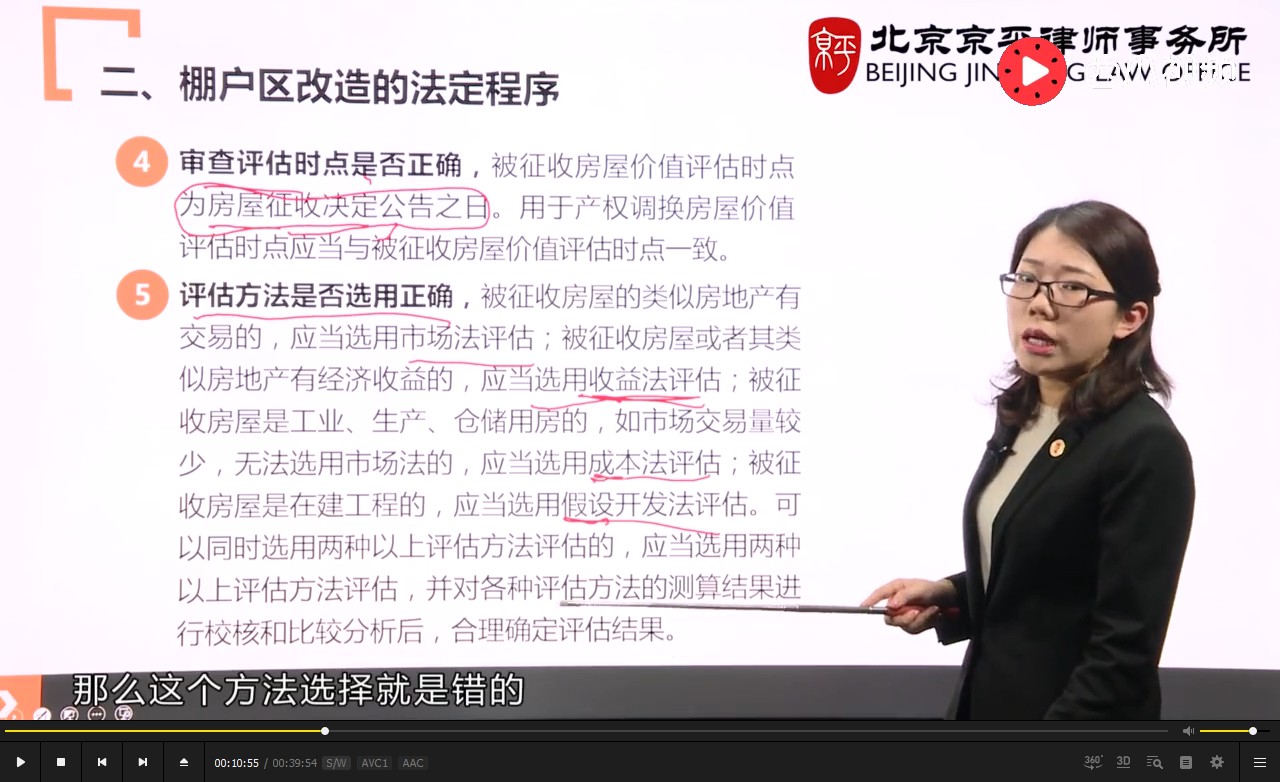 北京京平律师事务所
BEIJING JIN G LAW OFFICE
二、棚户区改造的法定程序
4 审查评估时点是否正确，被征收房屋价值评估时点
为房屋征收决定公告之日。用于产权调换房屋价值
评估时点应当与被征收房屋价值评估时点一致。
5 评估方法是否选用正确，被征收房屋的类似房地产有
交易的，应当选用市场法评估；被征收房屋或者其类
似房地产有经济收益的，应当选用收益法评估；被征
收房屋是工业、生产、仓储用房的，如市场交易量较
少，无法选用市场法的，应当选用成本法评估；被征
收房屋是在建工程的，应当选用假设开发法评估。可
以同时选用两种以上评估方法评估的，应当选用两种
以上评估方法评估，并对各种评估方法的测算结果进
行校核和比较分析后，合理确定评估结果。
那么这个方法选择就是错的
00:10:55 / 00:39:54 S/W AVC1 AAC
360° 3D